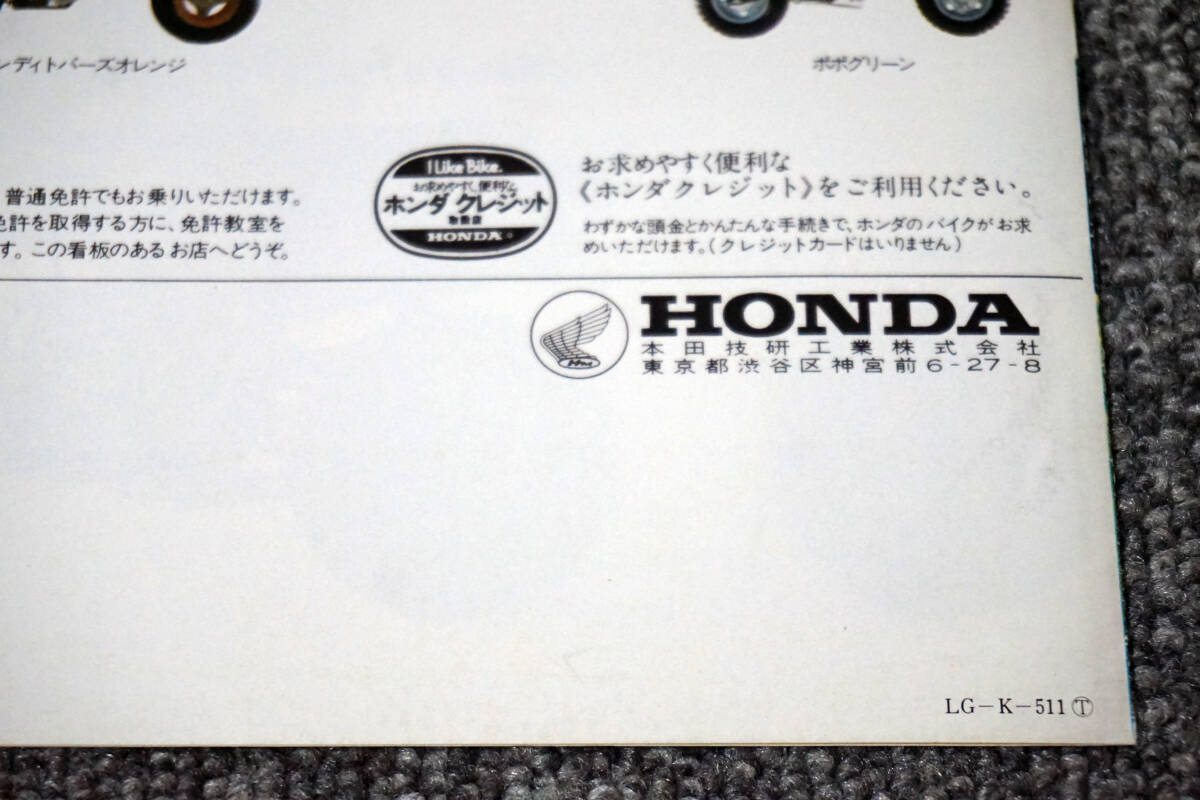 ンディトパーズオレンジ
ポポグリーン
普通免許でもお乗りいただけます。
免許を取得する方に、免許教室を
す。この看板のあるお店へどうぞ。
I Like Bike.
お求めやすく、便利な
ホンダ クレジット
HONDA
お求めやすく便利な
《ホンダクレジット》をご利用ください。
わずかな頭金とかんたんな手続きで、ホンダのバイクがお求
めいただけます。(クレジットカードはいりません)
HONDA
本田技研工業株式会社
東京都渋谷区神宮前6-27-8
LG-K-511Ⓣ